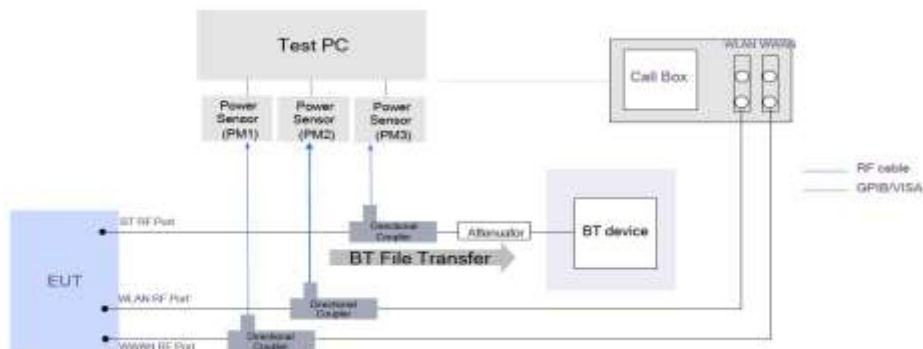 Test PC
WLAN WWAN
Call Box
Power
Sensor
(PM1)
Power
Sensor
(PM2)
Power
Sensor
(PM3)
RF cable
GPIB/VISA
BT RF Port
Directional
Coupler
Attenuator
BT device
BT File Transfer
EUT
WLAN RF Port
Directional
Coupler
WWAN RF Port
Directional
Coupler